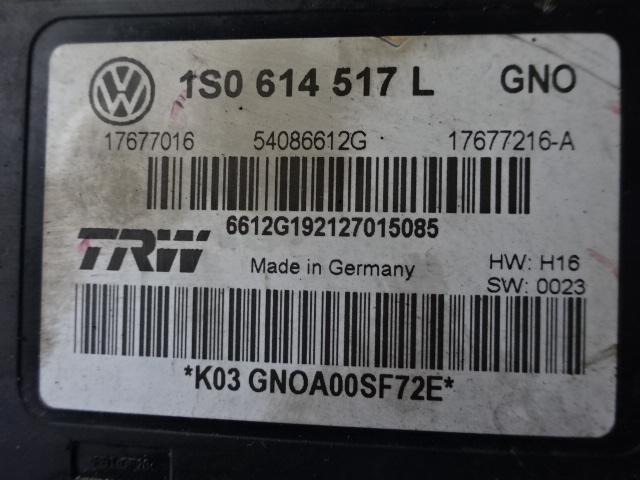 1S0 614 517 L GNO
17677016 54086612G 17677216-A
6612G192127015085
TRW Made in Germany HW: H16
SW: 0023
*K03 GNOA00SF72E*